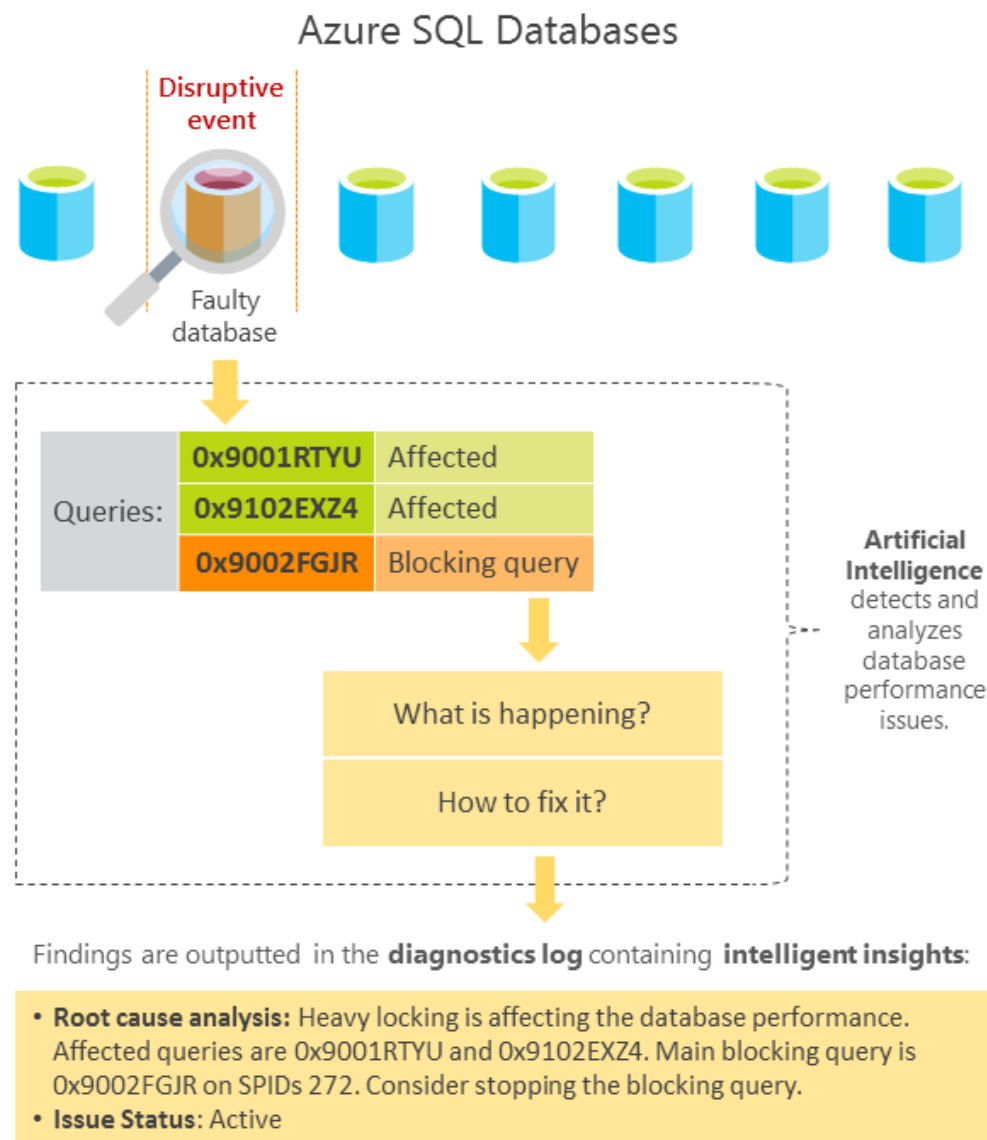 Azure SQL Databases
Disruptive
event
Faulty
database
Queries:
0x9001RTYU Affected
0x9102EXZ4 Affected
0x9002FGJR Blocking query
Artificial
Intelligence
detects and
analyzes
database
performance
issues.
What is happening?
How to fix it?
Findings are outputted in the diagnostics log containing intelligent insights:
• Root cause analysis: Heavy locking is affecting the database performance.
Affected queries are 0x9001RTYU and 0x9102EXZ4. Main blocking query is
0x9002FGJR on SPIDs 272. Consider stopping the blocking query.
• Issue Status: Active